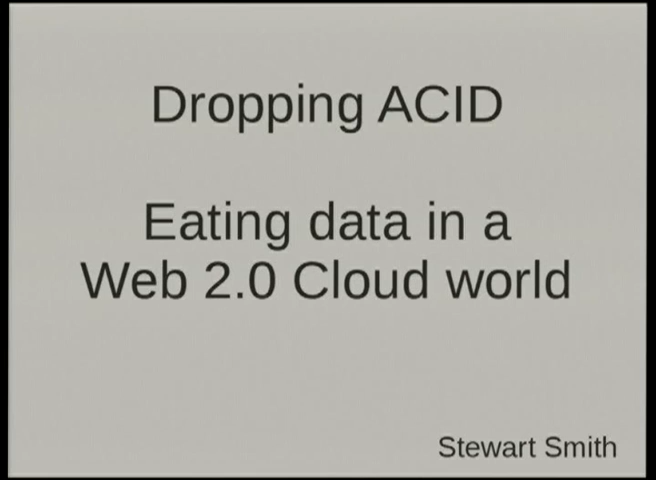 Dropping ACID
Eating data in a
Web 2.0 Cloud world
Stewart Smith